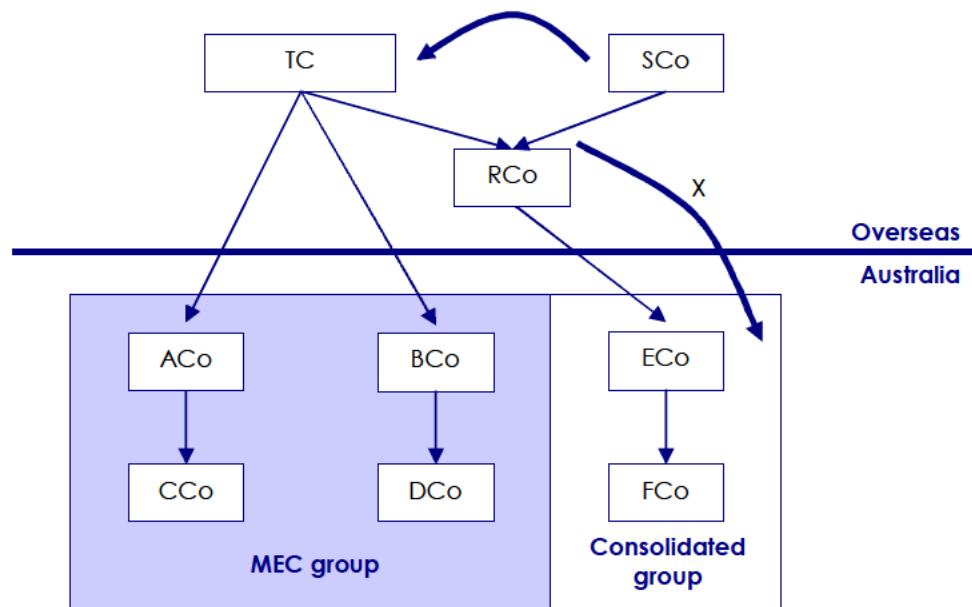 TC
SCo
RCo
X
Overseas
Australia
ACo
BCo
ECo
CCo
DCo
FCo
MEC group
Consolidated
group